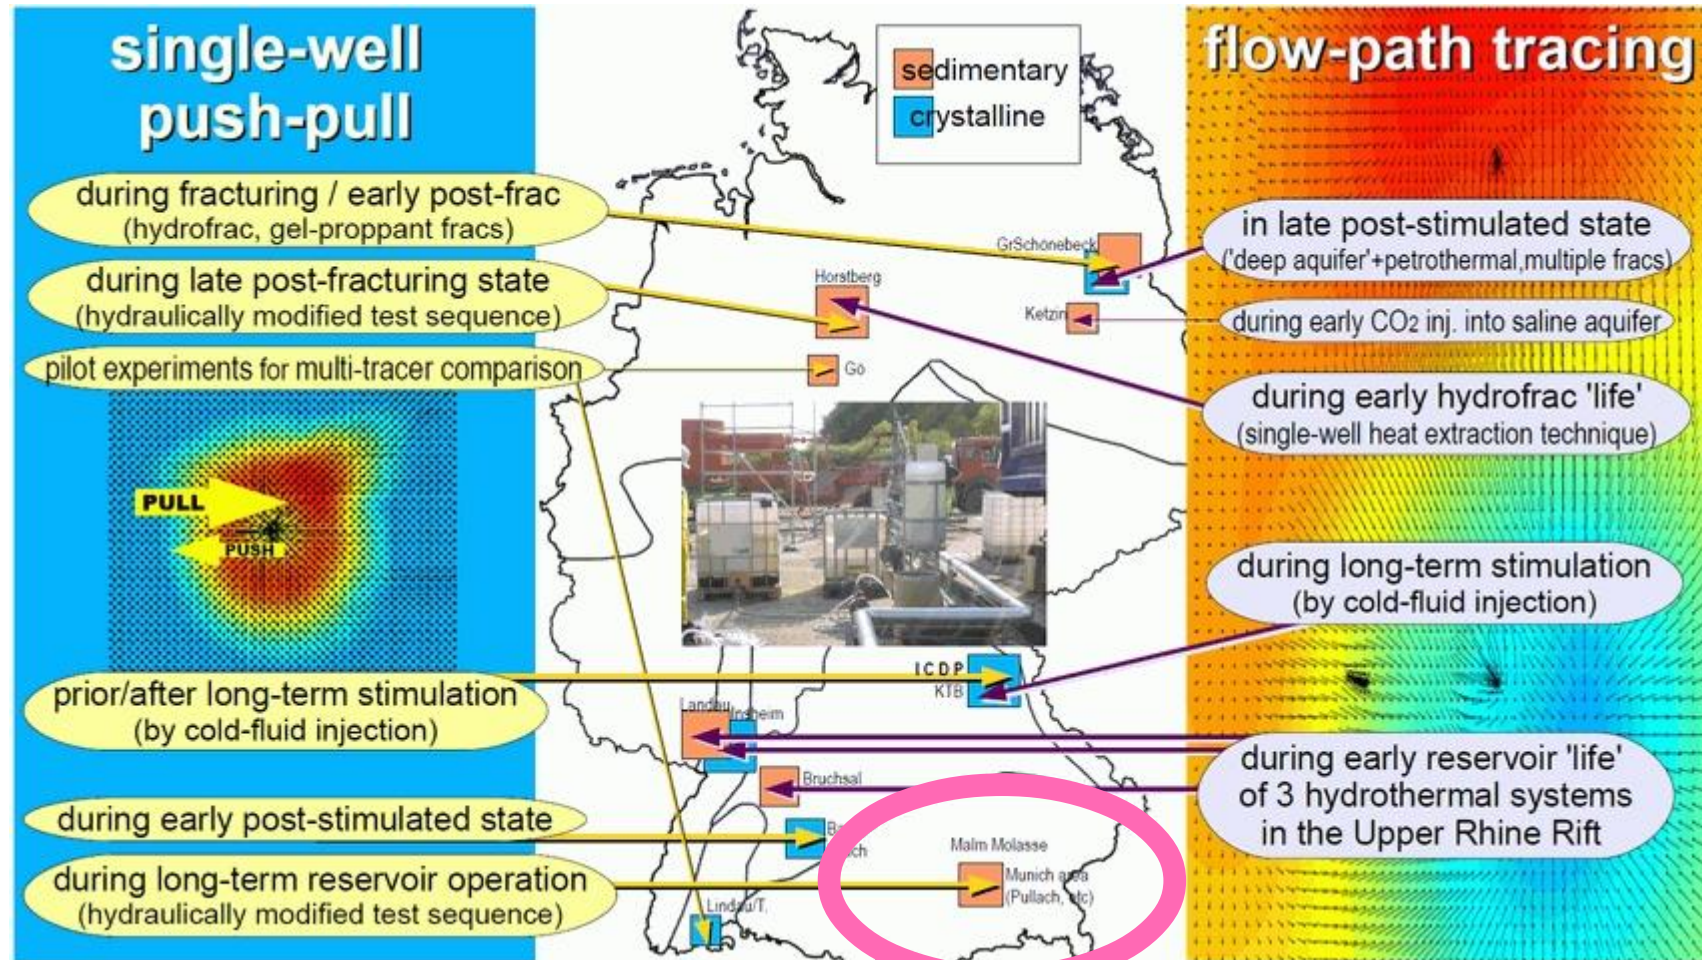 single-well
push-pull
during fracturing / early post-frac
(hydrofrac, gel-proppant fracs)
during late post-fracturing state
(hydraulically modified test sequence)
pilot experiments for multi-tracer comparison
PULL
PUSH
prior/after long-term stimulation
(by cold-fluid injection)
during early post-stimulated state
during long-term reservoir operation
(hydraulically modified test sequence)
sedimentary
crystalline
GrSchönebeck
Horstberg
Ketzin
Gö
ICDP
KTB
Landau
Insheim
Bruchsal
Malm Molasse
Munich area
(Pullach, etc)
Lindau/T.
flow-path tracing
in late post-stimulated state
('deep aquifer'+petrothermal,multiple fracs)
during early CO2 inj. into saline aquifer
during early hydrofrac 'life'
(single-well heat extraction technique)
during long-term stimulation
(by cold-fluid injection)
during early reservoir 'life'
of 3 hydrothermal systems
in the Upper Rhine Rift